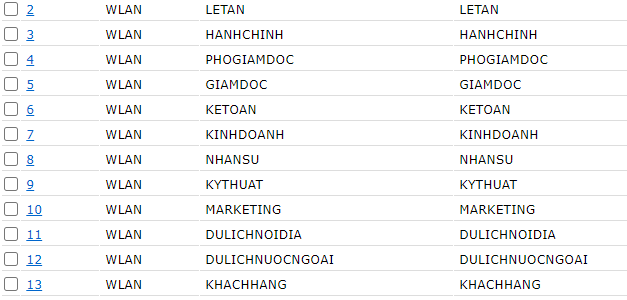 2 WLAN LETAN LETAN
3 WLAN HANHCHINH HANHCHINH
4 WLAN PHOGIAMDOC PHOGIAMDOC
5 WLAN GIAMDOC GIAMDOC
6 WLAN KETOAN KETOAN
7 WLAN KINHDOANH KINHDOANH
8 WLAN NHANSU NHANSU
9 WLAN KYTHUAT KYTHUAT
10 WLAN MARKETING MARKETING
11 WLAN DULICHNOIDIA DULICHNOIDIA
12 WLAN DULICHNUOCNGOAI DULICHNUOCNGOAI
13 WLAN KHACHHANG KHACHHANG